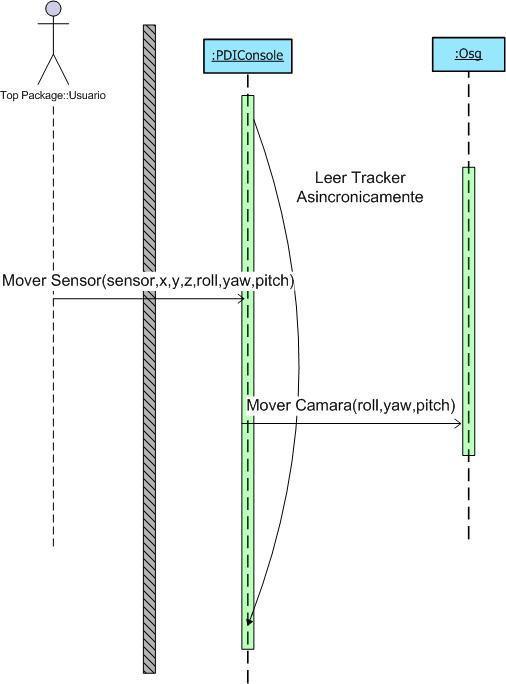 :PDIConsole
:Osg
Top Package::Usuario
Leer Tracker
Asincronicamente
Mover Sensor(sensor,x,y,z,roll,yaw,pitch)
Mover Camara(roll,yaw,pitch)